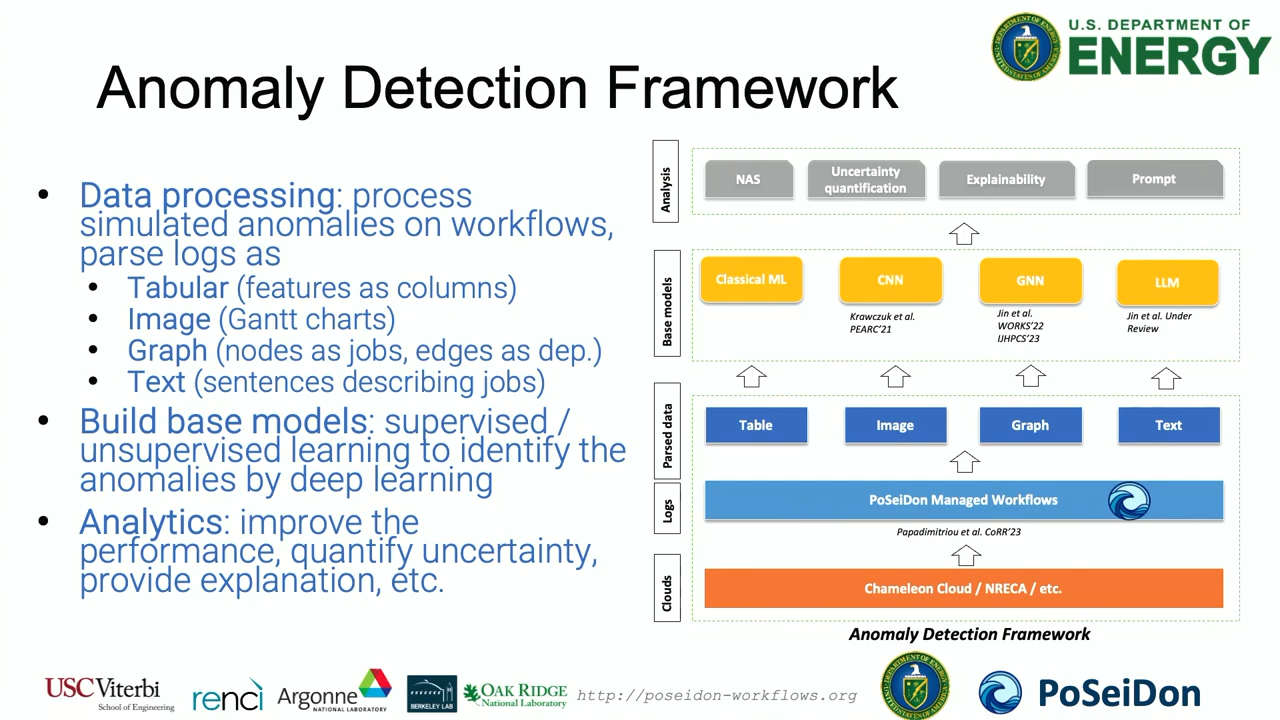 U.S. DEPARTMENT OF
ENERGY
Anomaly Detection Framework
• Data processing: process
simulated anomalies on workflows,
parse logs as
• Tabular (features as columns)
• Image (Gantt charts)
• Graph (nodes as jobs, edges as dep.)
• Text (sentences describing jobs)
• Build base models: supervised /
unsupervised learning to identify the
anomalies by deep learning
• Analytics: improve the
performance, quantify uncertainty,
provide explanation, etc.
Analysis
NAS
Uncertainty
quantification
Explainability
Prompt
Base models
Classical ML
CNN
GNN
LLM
Krawczuk et al.
PEARC'21
Jin et al.
WORKS'22
IJHPCS'23
Jin et al. Under
Review
Parsed data
Table
Image
Graph
Text
Logs
PoSeiDon Managed Workflows
Papadimitriou et al. CoRR'23
Clouds
Chameleon Cloud / NRECA / etc.
Anomaly Detection Framework
USC Viterbi
School of Engineering
renci
Argonne
NATIONAL LABORATORY
BERKELEY LAB
OAK RIDGE
National Laboratory
http://poseidon-workflows.org
PoSeiDon